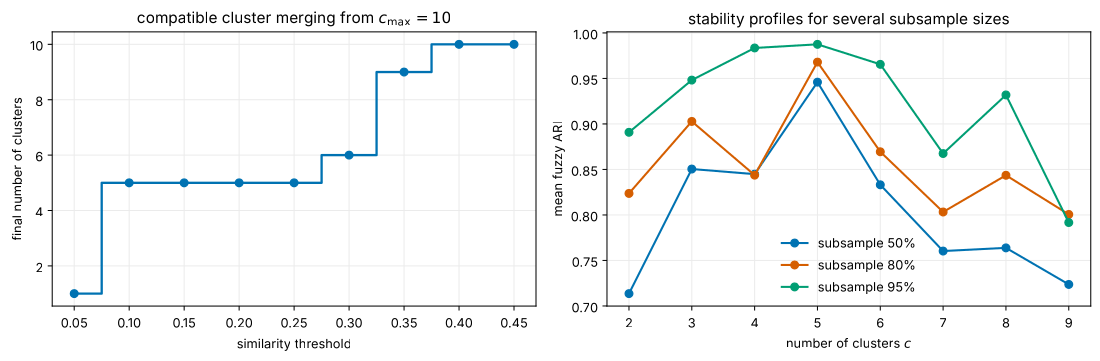 compatible cluster merging from c_max = 10
final number of clusters
10
8
6
4
2
0.05 0.10 0.15 0.20 0.25 0.30 0.35 0.40 0.45
similarity threshold
stability profiles for several subsample sizes
mean fuzzy ARI
1.00
0.95
0.90
0.85
0.80
0.75
0.70
subsample 50%
subsample 80%
subsample 95%
2 3 4 5 6 7 8 9
number of clusters c